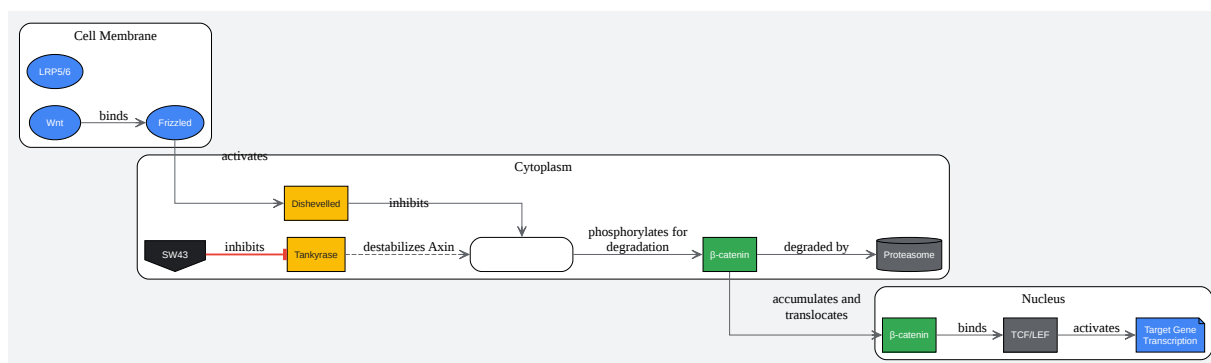 Cell Membrane
LRP5/6
Wnt
binds
Frizzled
activates
Cytoplasm
Dishevelled
inhibits
SW43
inhibits
Tankyrase
destabilizes Axin
phosphorylates for
degradation
β-catenin
degraded by
Proteasome
accumulates and
translocates
Nucleus
β-catenin
binds
TCF/LEF
activates
Target Gene
Transcription